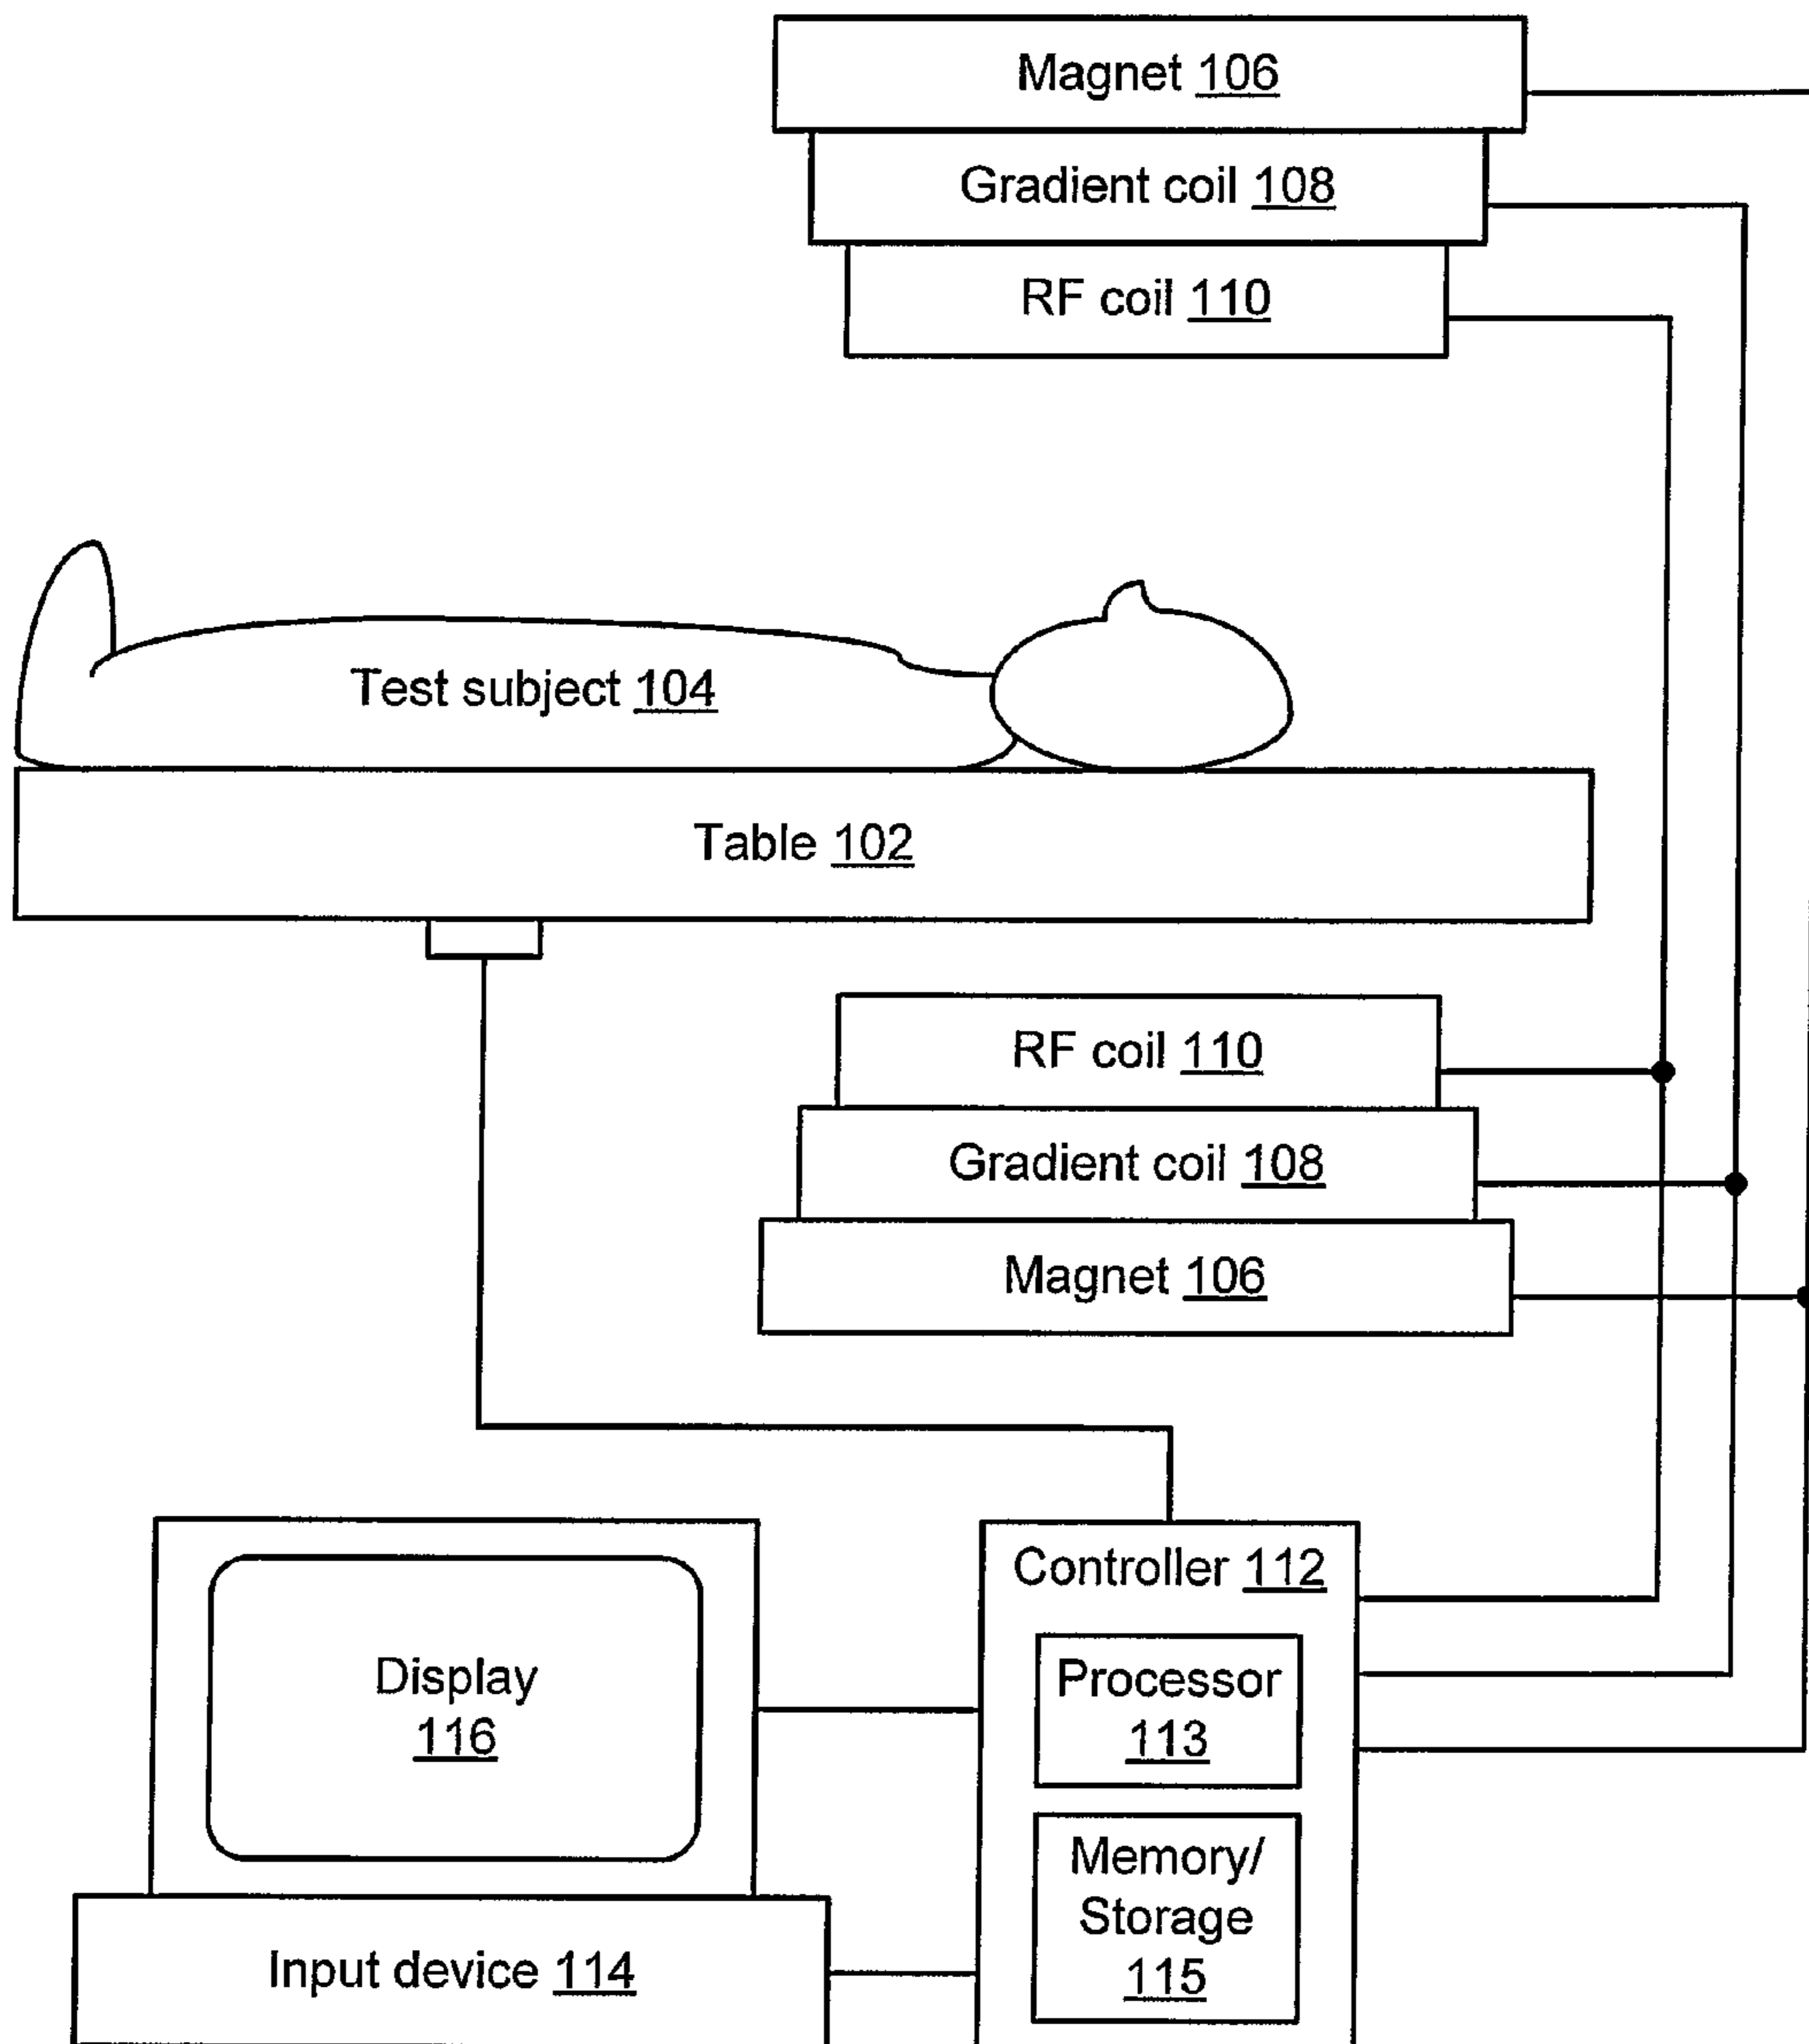 Magnet 106
Gradient coil 108
RF coil 110
Test subject 104
Table 102
RF coil 110
Gradient coil 108
Magnet 106
Controller 112
Processor
113
Memory/
Storage
115
Display
116
Input device 114